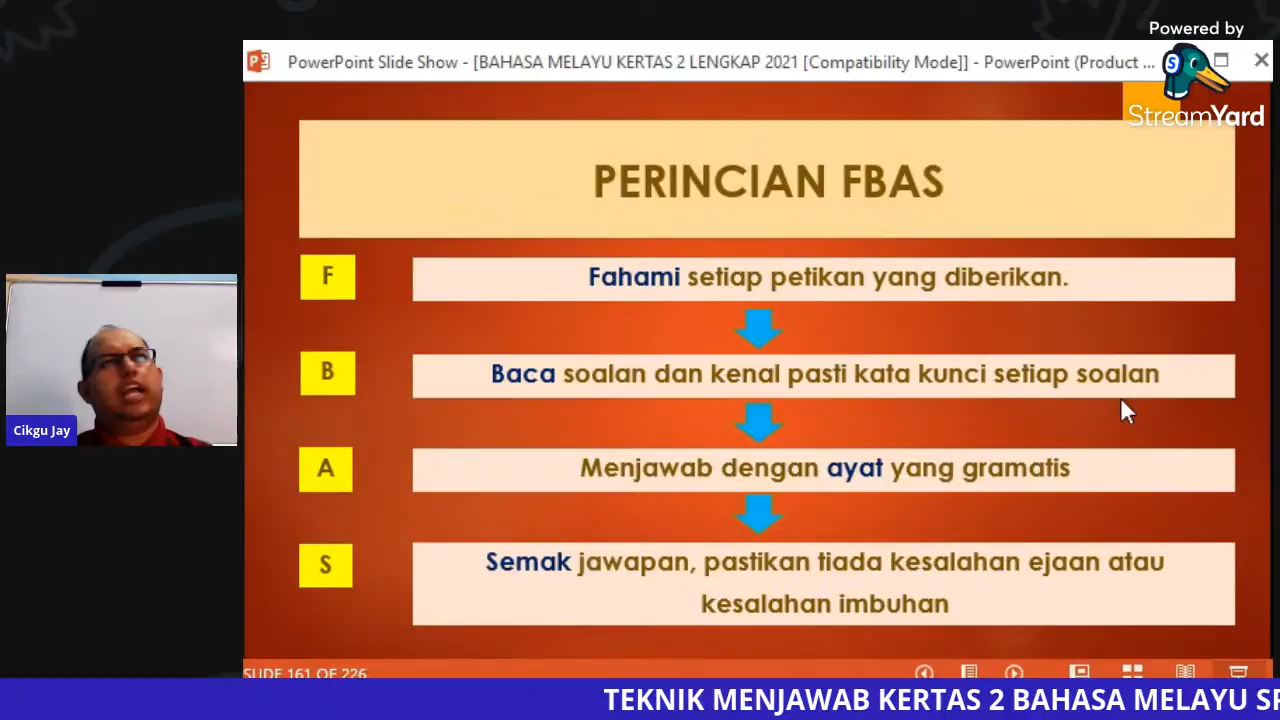 Powered by
StreamYard
PowerPoint Slide Show - [BAHASA MELAYU KERTAS 2 LENGKAP 2021 [Compatibility Mode]] - PowerPoint (Product ...
PERINCIAN FBAS
F
Fahami setiap petikan yang diberikan.
B
Baca soalan dan kenal pasti kata kunci setiap soalan
A
Menjawab dengan ayat yang gramatis
S
Semak jawapan, pastikan tiada kesalahan ejaan atau
kesalahan imbuhan
Cikgu Jay
SLIDE 161 OF 226
TEKNIK MENJAWAB KERTAS 2 BAHASA MELAYU